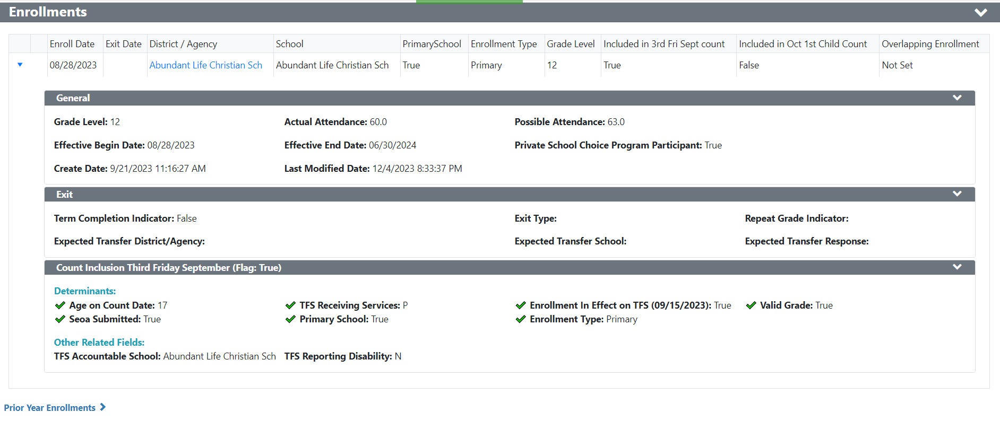 Enrollments
Enroll Date Exit Date District / Agency School PrimarySchool Enrollment Type Grade Level Included in 3rd Fri Sept count Included in Oct 1st Child Count Overlapping Enrollment
08/28/2023 Abundant Life Christian Sch Abundant Life Christian Sch True Primary 12 True False Not Set
General
Grade Level: 12 Actual Attendance: 60.0 Possible Attendance: 63.0
Effective Begin Date: 08/28/2023 Effective End Date: 06/30/2024 Private School Choice Program Participant: True
Create Date: 9/21/2023 11:16:27 AM Last Modified Date: 12/4/2023 8:33:37 PM
Exit
Term Completion Indicator: False Exit Type: Repeat Grade Indicator:
Expected Transfer District/Agency: Expected Transfer School: Expected Transfer Response:
Count Inclusion Third Friday September (Flag: True)
Determinants:
Age on Count Date: 17 TFS Receiving Services: P Enrollment In Effect on TFS (09/15/2023): True Valid Grade: True
Seoa Submitted: True Primary School: True Enrollment Type: Primary
Other Related Fields:
TFS Accountable School: Abundant Life Christian Sch TFS Reporting Disability: N
Prior Year Enrollments